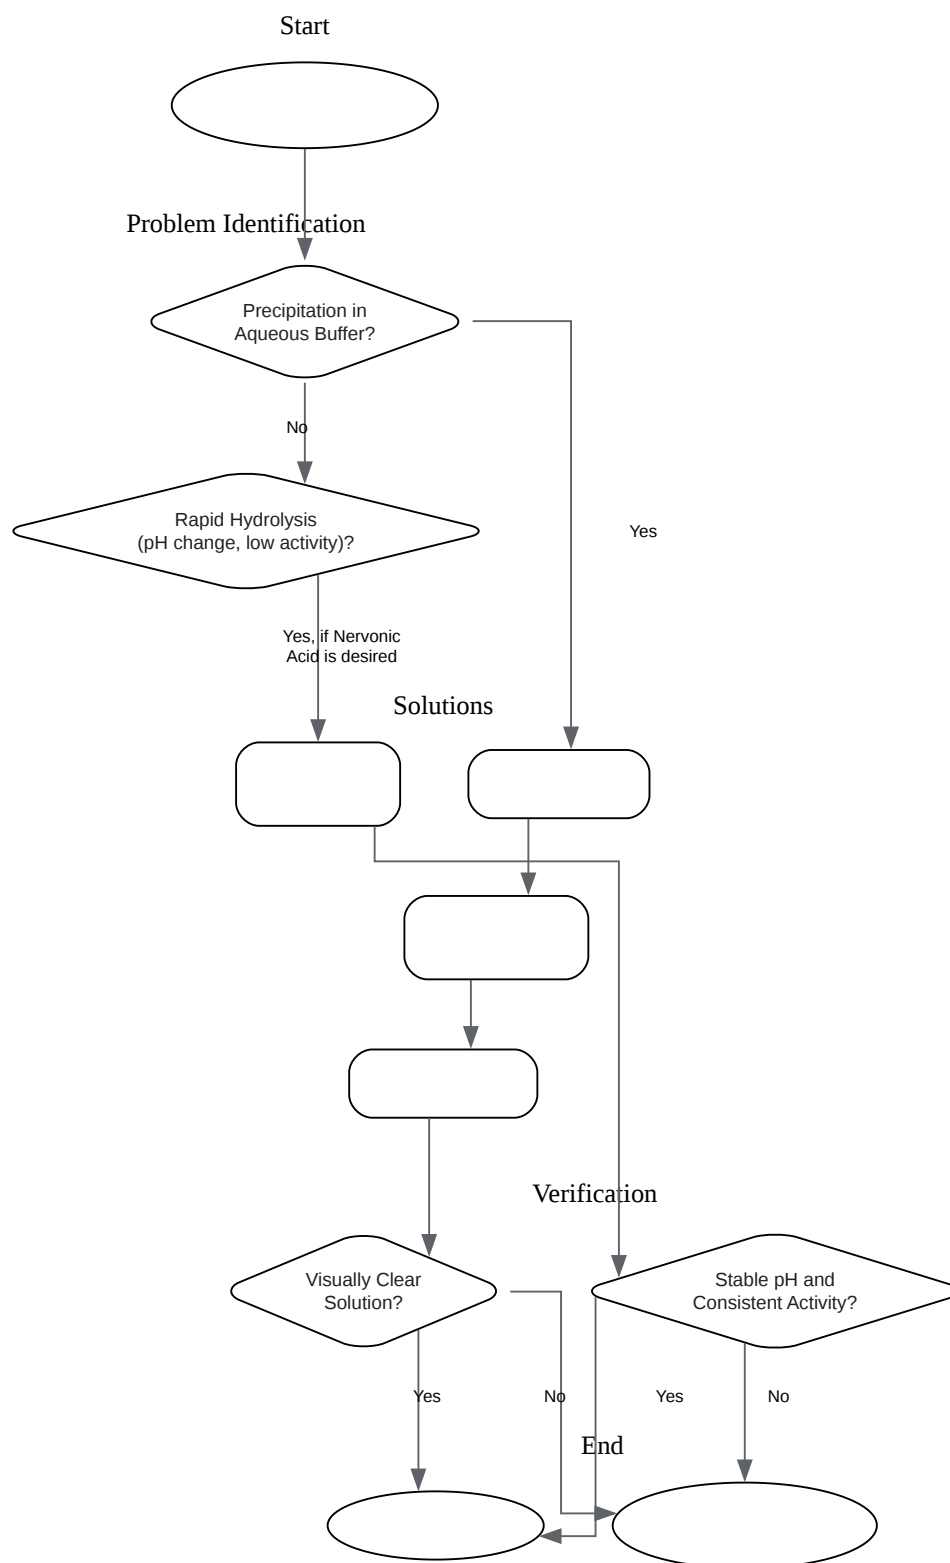 Start
Problem Identification
Precipitation in
Aqueous Buffer?
No
Rapid Hydrolysis
(pH change, low activity)?
Yes
Yes, if Nervonic
Acid is desired
Solutions
Verification
Visually Clear
Solution?
Stable pH and
Consistent Activity?
Yes
No
Yes
No
End